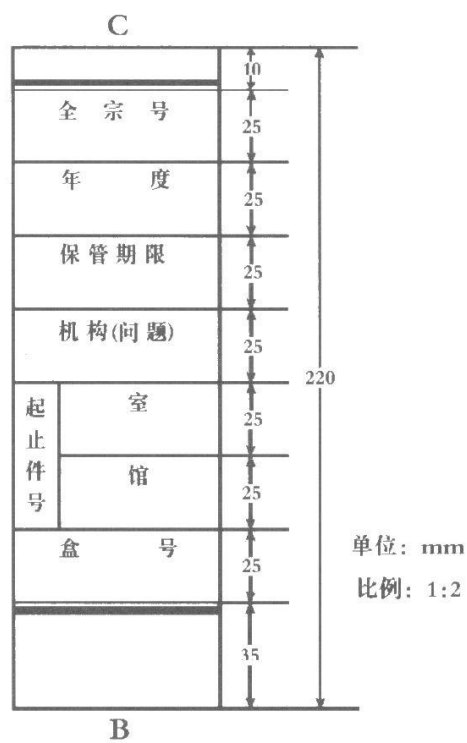 C
10
全宗号
25
年度
25
保管期限
25
机构(问题)
25
220
起止件号
室
25
馆
25
盒号
25
单位：mm
比例：1:2
35
B